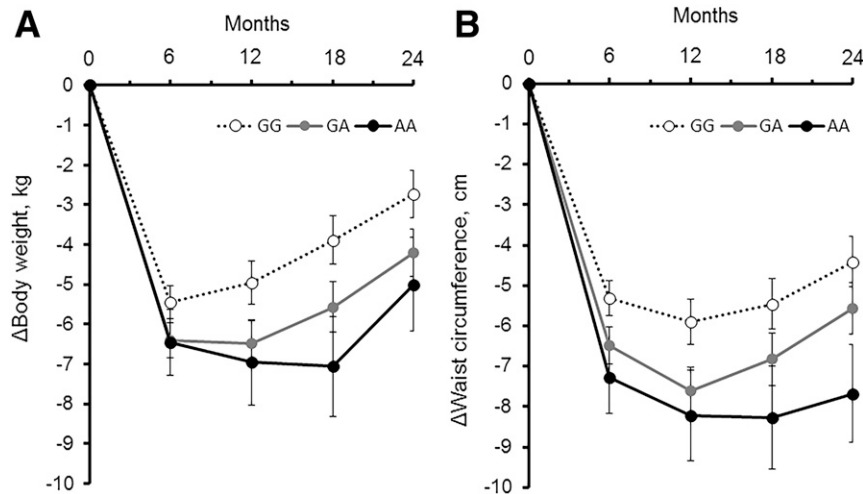 A
Months
0 6 12 18 24
0
-1
-2
-3
-4
-5
-6
-7
-8
-9
-10
GG GA AA
ΔBody weight, kg
B
Months
0 6 12 18 24
0
-1
-2
-3
-4
-5
-6
-7
-8
-9
-10
GG GA AA
ΔWaist circumference, cm